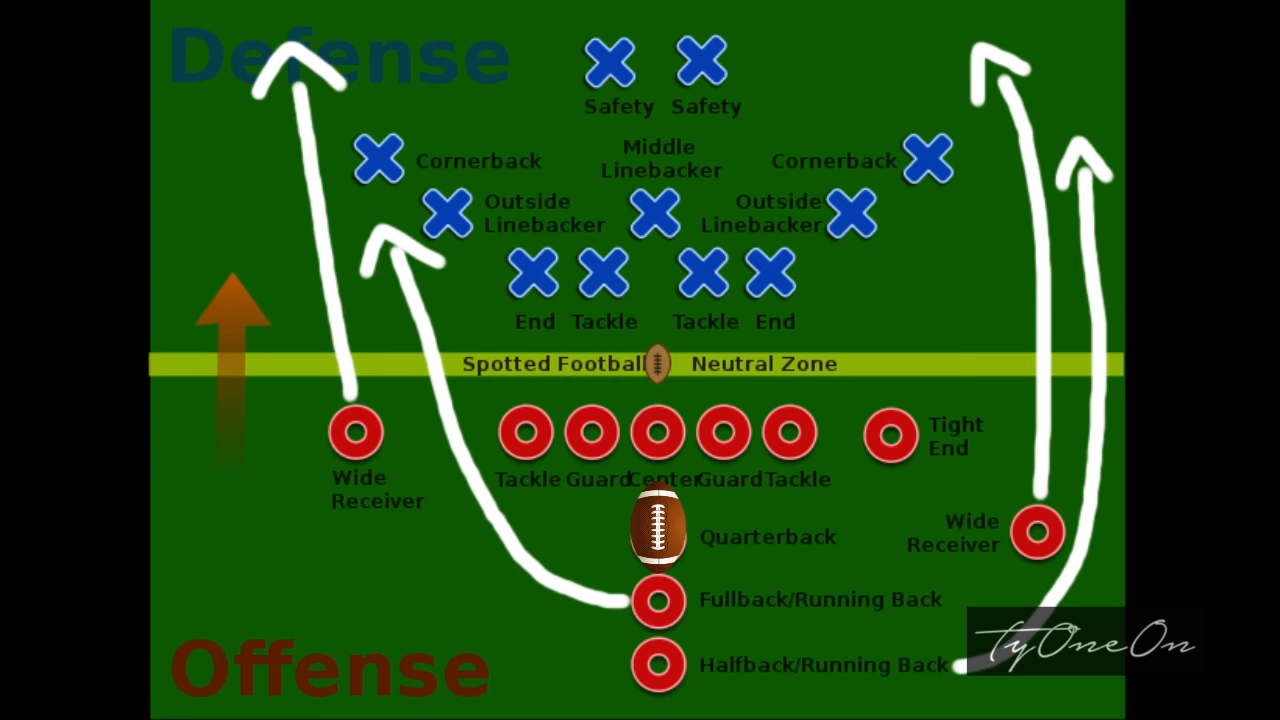 Defense
Safety Safety
Cornerback
Middle
Linebacker
Cornerback
Outside
Linebacker
Outside
Linebacker
End Tackle Tackle End
Spotted Football Neutral Zone
Tight
End
Wide
Receiver
Tackle Guard Center Guard Tackle
Quarterback
Wide
Receiver
Fullback/Running Back
Halfback/Running Back
Offense
TyOneOn